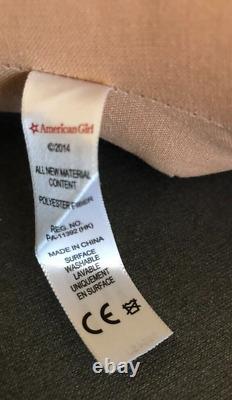 American Girl
©2014
ALL NEW MATERIAL
CONTENT
POLYESTER FIBER
REG. NO.
PA-11392 (HK)
MADE IN CHINA
SURFACE
WASHABLE
LAVABLE
UNIQUEMENT
EN SURFACE
CE
ebay